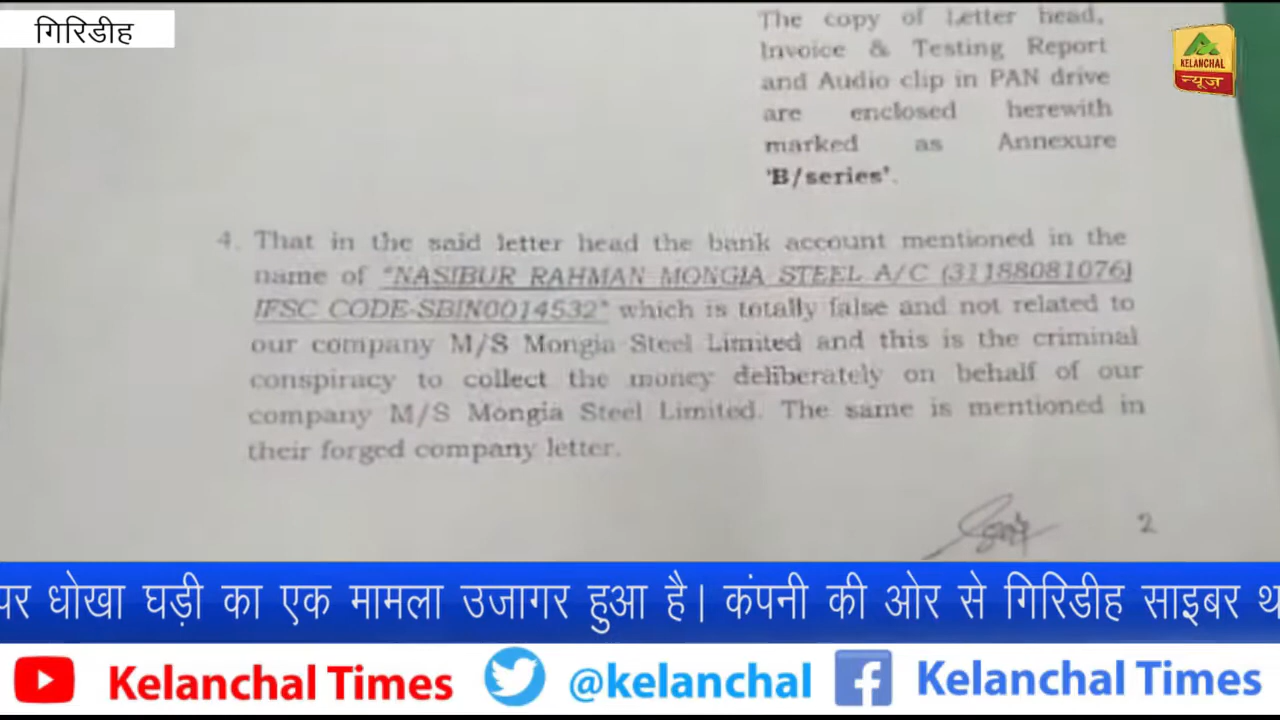 गिरिडीह
KELANCHAL
न्यूज़
The copy of Letter head,
Invoice & Testing Report
and Audio clip in PAN drive
are enclosed herewith
marked as Annexure
'B/series'.
4. That in the said letter head the bank account mentioned in the
name of "NASIBUR RAHMAN MONGIA STEEL A/C (31188081076)
IFSC CODE-SBIN0014532" which is totally false and not related to
our company M/S Mongia Steel Limited and this is the criminal
conspiracy to collect the money deliberately on behalf of our
company M/S Mongia Steel Limited. The same is mentioned in
their forged company letter.
2
पर धोखा घड़ी का एक मामला उजागर हुआ है| कंपनी की ओर से गिरिडीह साइबर थ
Kelanchal Times
@kelanchal
Kelanchal Times